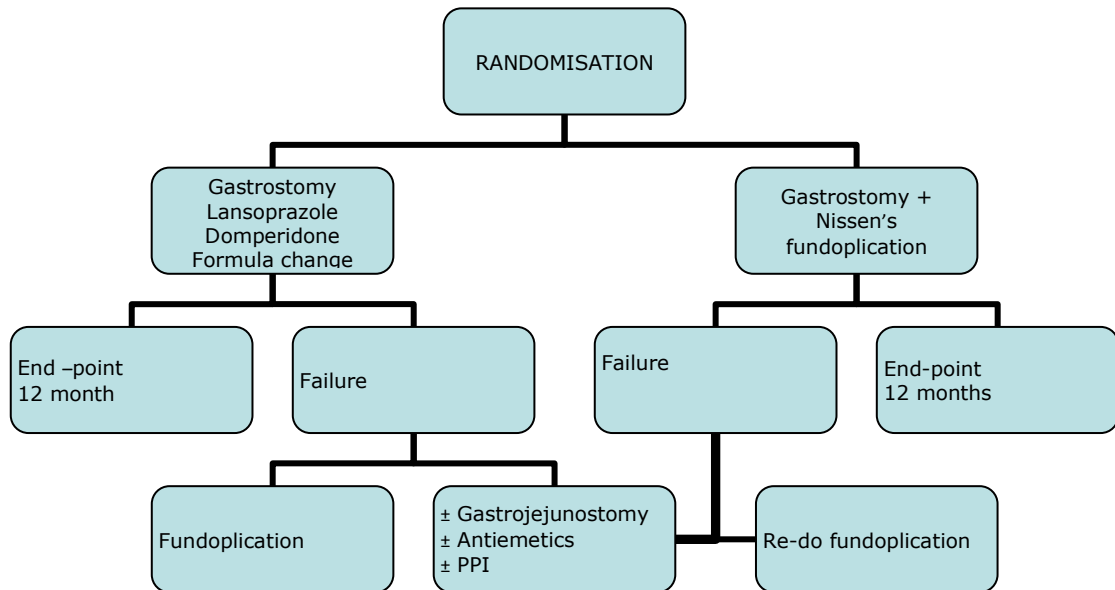 RANDOMISATION
Gastrostomy
Lansoprazole
Domperidone
Formula change
Gastrostomy +
Nissen’s
fundoplication
End –point
12 month
Failure
Failure
End-point
12 months
Fundoplication
± Gastrojejunostomy
± Antiemetics
± PPI
Re-do fundoplication